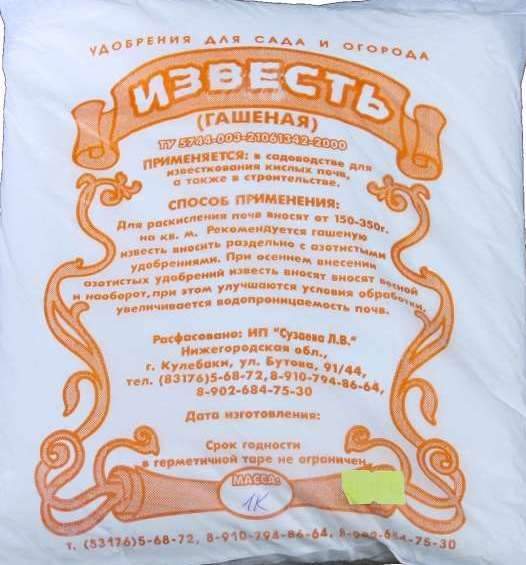 УДОБРЕНИЯ ДЛЯ САДА И ОГОРОДА
ИЗВЕСТЬ
(ГАШЕНАЯ)
ТУ 5744-003-21061342-2000
ПРИМЕНЯЕТСЯ: в садоводстве для
известкования кислых почв,
а также в строительстве.
СПОСОБ ПРИМЕНЕНИЯ:
Для раскисления почв вносят от 150-350г.
на кв. м. Рекомендуется гашеную
известь вносить раздельно с азотистыми
удобрениями. При осеннем внесении
азотистых удобрений известь вносят вносят весной
и наоборот, при этом улучшаются условия обработки,
увеличивается водопроницаемость почв.
Расфасовано: ИП "Сузаева Л.В."
Нижегородская обл.,
г. Кулебаки, ул. Бутова, 91/44,
тел. (83176)5-68-72, 8-910-794-86-64,
8-902-684-75-30
Дата изготовления:
Срок годности
в герметичной таре не ограничен
МАССА:
1К
т. (83176)5-68-72, 8-910-794-86-64, 8-902-684-75-30